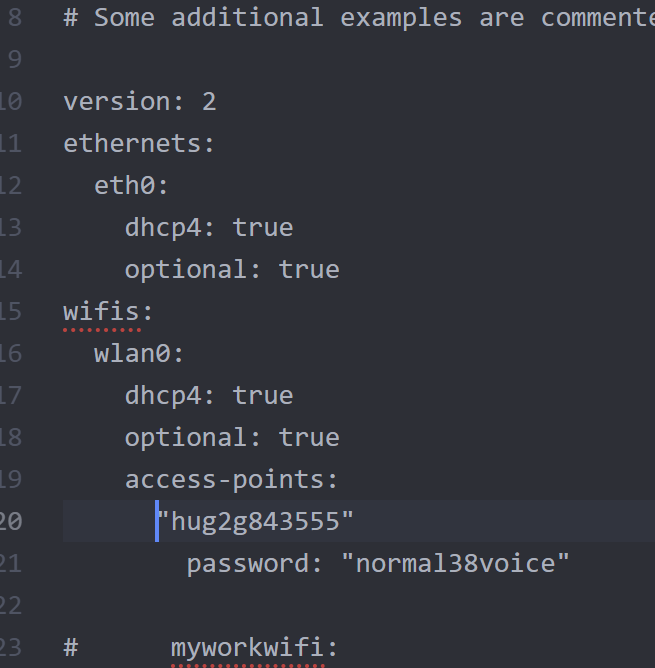 8 # Some additional examples are commente
9
10 version: 2
11 ethernets:
12   eth0:
13     dhcp4: true
14     optional: true
15 wifis:
16   wlan0:
17     dhcp4: true
18     optional: true
19     access-points:
20       "hug2g843555"
21         password: "normal38voice"
22
23 #      myworkwifi: